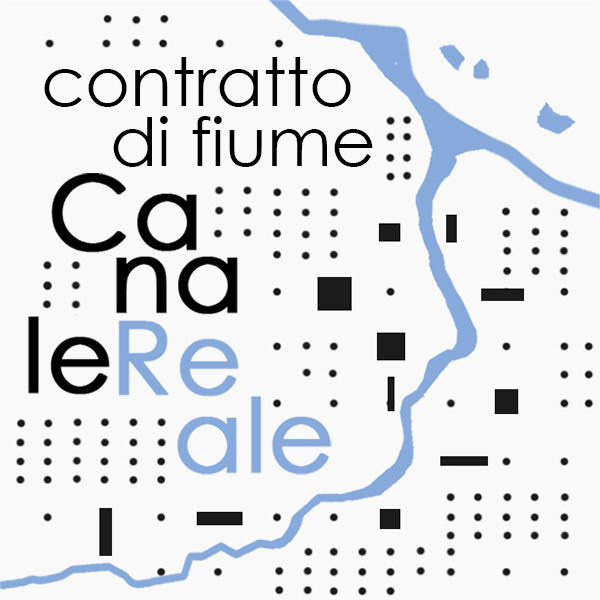 contratto
di fiume
Ca
na
leRe
ale